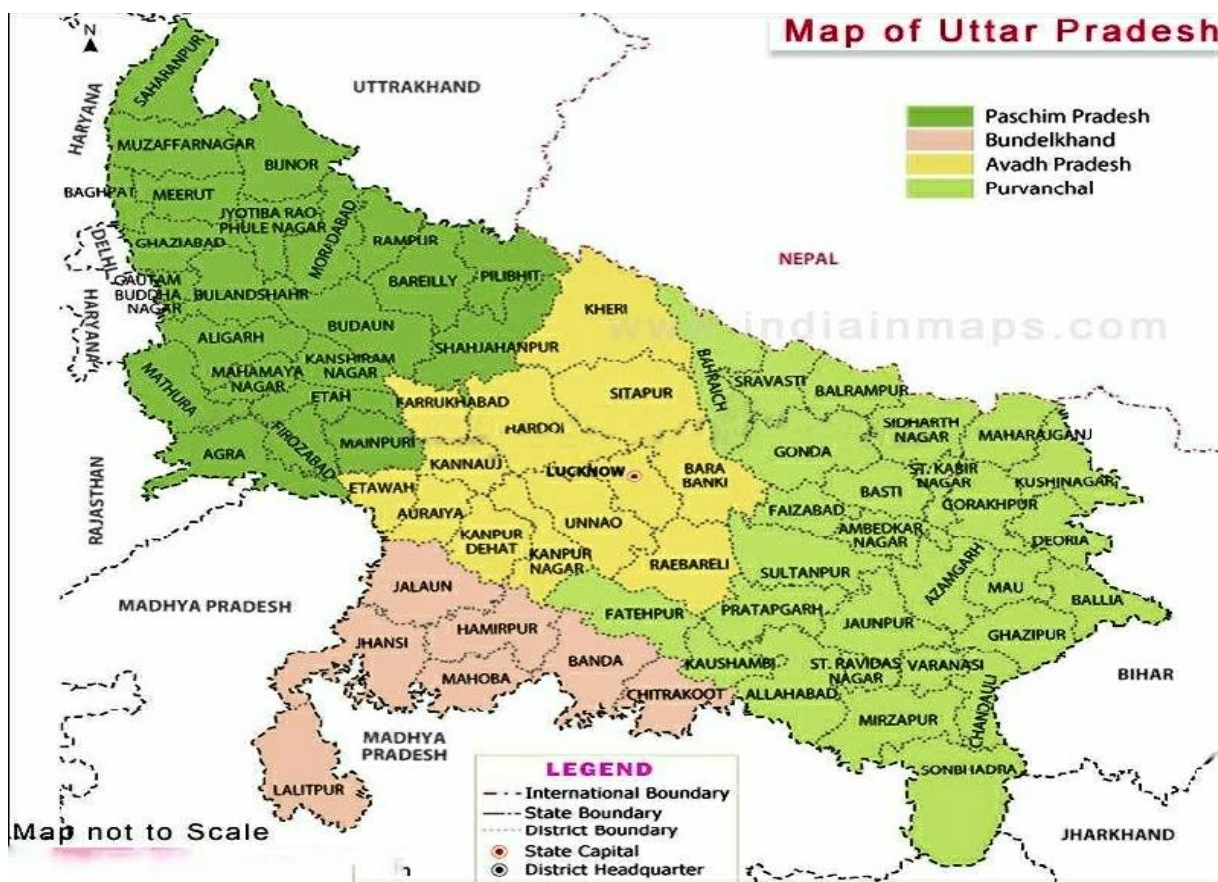 Map of Uttar Pradesh
N
UTTRAKHAND
HARYANA
SAHARANPUR
Paschim Pradesh
Bundelkhand
Avadh Pradesh
Purvanchal
MUZAFFARNAGAR
BIJNOR
BAGHPAT
MEERUT
JYOTIBA RAO-
PHULE NAGAR
MORADABAD
RAMPUR
GHAZIABAD
DELHI
NEPAL
BAREILLY
PILIBHIT
GAUTAM
BUDDHA
NAGAR
BULANDSHAHR
HARYANA
KHERI
www.indiainmaps.com
BUDAUN
ALIGARH
SHAHJAHANPUR
KANSHIRAM
NAGAR
MAHAMAYA
NAGAR
MATHURA
ETAH
BAHRAICH
SRAVASTI
BALRAMPUR
SITAPUR
FARRUKHABAD
HARDOI
SIDHARTH
NAGAR
MAHARAJGANJ
FIROZABAD
MAINPURI
AGRA
GONDA
KANNAUJ
LUCKNOW
BARA
BANKI
ST. KABIR
NAGAR
KUSHINAGAR
RAJASTHAN
ETAWAH
BASTI
GORAKHPUR
AURAIYA
UNNAO
FAIZABAD
AMBEDKAR
NAGAR
DEORIA
KANPUR
DEHAT
KANPUR
NAGAR
RAEBARELI
SULTANPUR
AZAMGARH
MAU
BALLIA
JALAUN
MADHYA PRADESH
FATEHPUR
PRATAPGARH
JAUNPUR
GHAZIPUR
HAMIRPUR
JHANSI
BANDA
KAUSHAMBI
ST. RAVIDAS
NAGAR
VARANASI
BIHAR
MAHOBA
CHITRAKOOT
ALLAHABAD
MIRZAPUR
CHANDAULI
MADHYA
PRADESH
SONBHADRA
LALITPUR
LEGEND
International Boundary
State Boundary
District Boundary
State Capital
District Headquarter
Map not to Scale
JHARKHAND